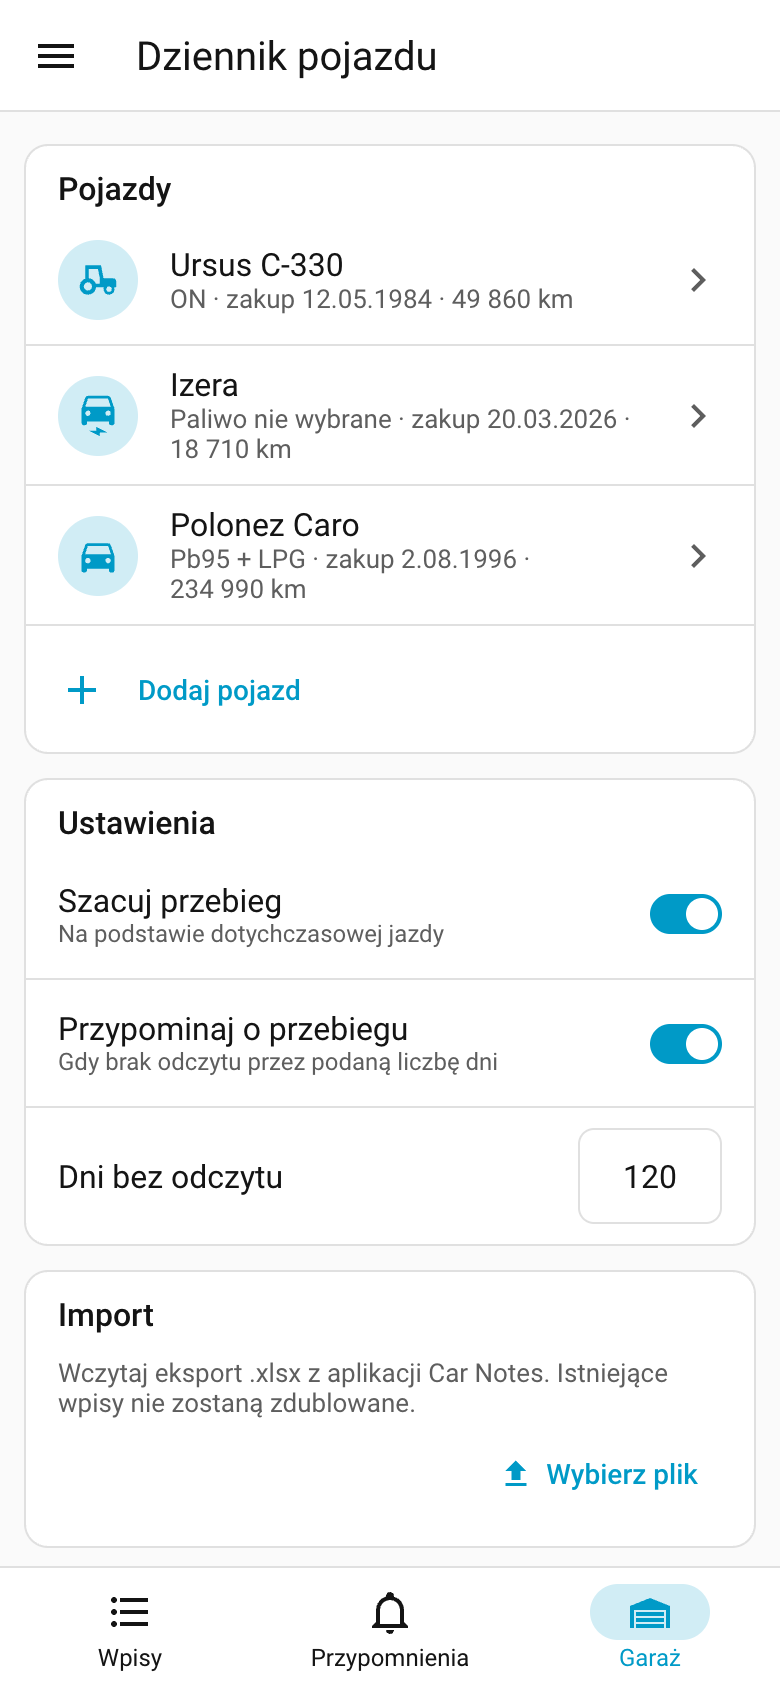 Dziennik pojazdu
Pojazdy
Ursus C-330
ON · zakup 12.05.1984 · 49 860 km
Izera
Paliwo nie wybrane · zakup 20.03.2026 ·
18 710 km
Polonez Caro
Pb95 + LPG · zakup 2.08.1996 ·
234 990 km
Dodaj pojazd
Ustawienia
Szacuj przebieg
Na podstawie dotychczasowej jazdy
Przypominaj o przebiegu
Gdy brak odczytu przez podaną liczbę dni
Dni bez odczytu
120
Import
Wczytaj eksport .xlsx z aplikacji Car Notes. Istniejące
wpisy nie zostaną zdublowane.
Wybierz plik
Wpisy
Przypomnienia
Garaż